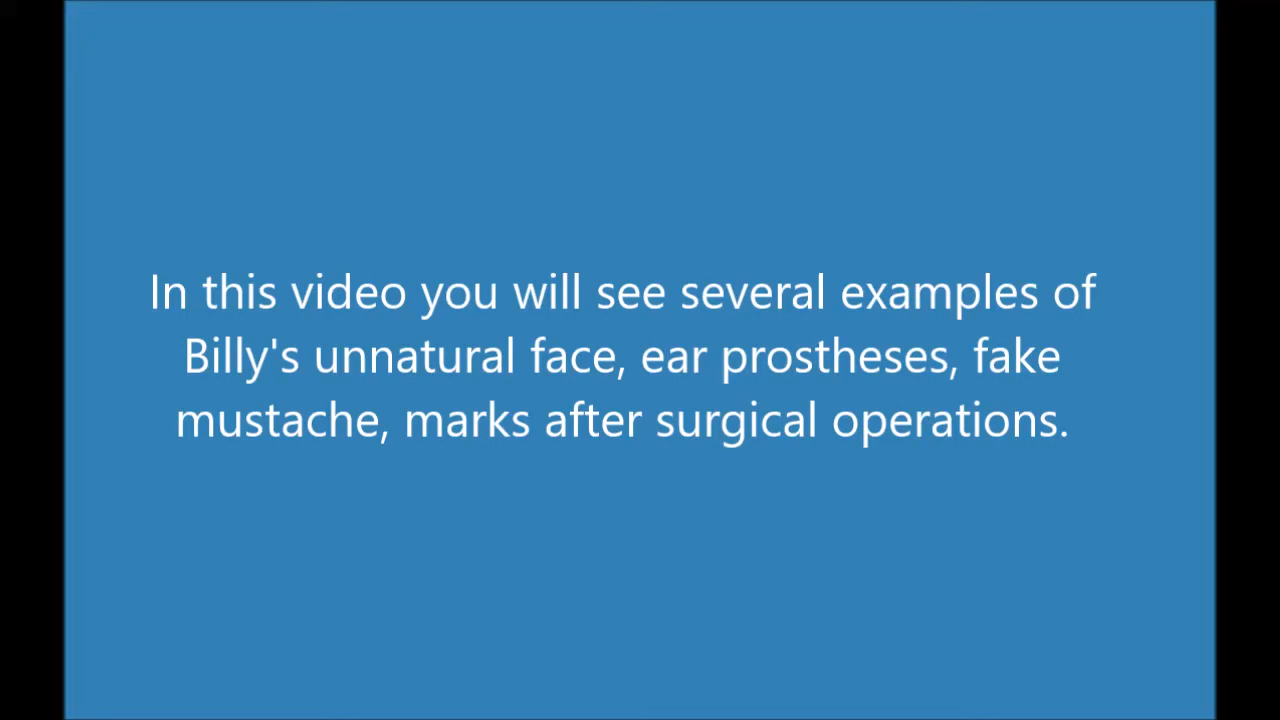 In this video you will see several examples of
Billy's unnatural face, ear prostheses, fake
mustache, marks after surgical operations.